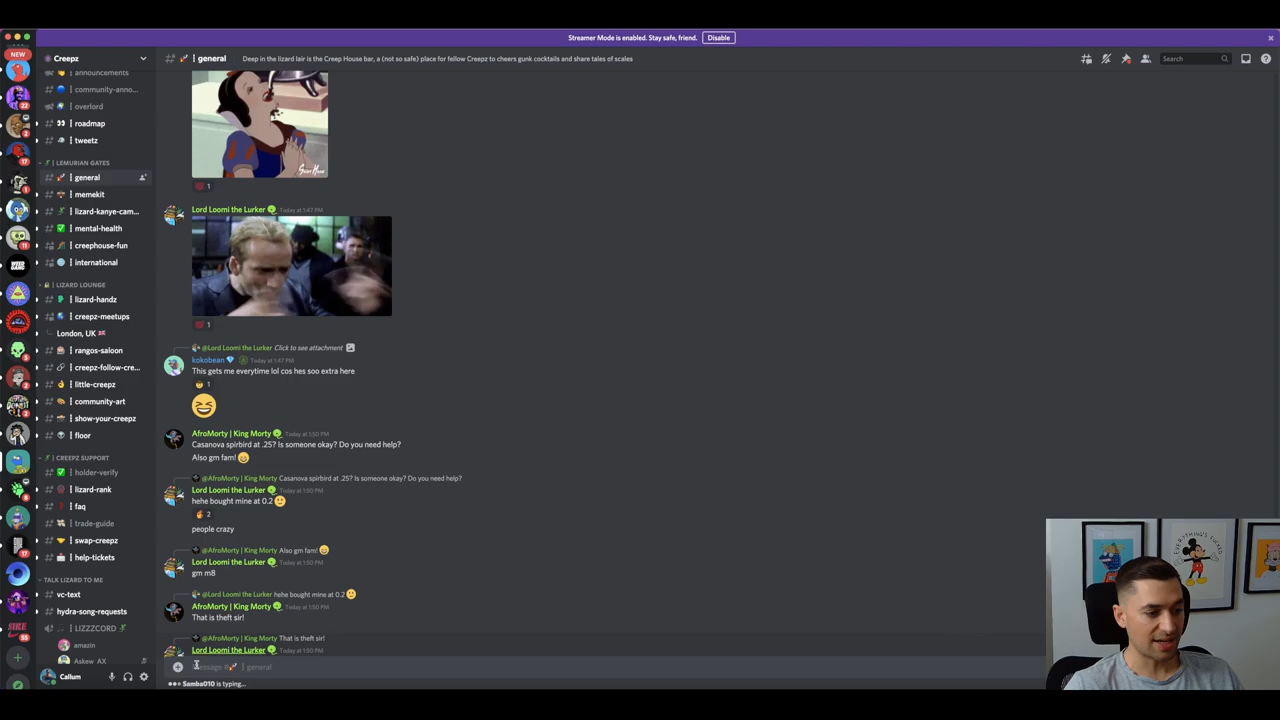 Streamer Mode is enabled. Stay safe, friend.
Disable
NEW
Creepz
general
Deep in the lizard lair is the Creep House bar, a (not so safe) place for fellow Creepz to cheers gunk cocktails and share tales of scales
Search
announcements
community-anno...
overlord
roadmap
tweetz
LEMURIAN GATES
general
memekit
lizard-kanye-cam...
mental-health
creephouse-fun
international
LIZARD LOUNGE
lizard-handz
creepz-meetups
London, UK
rangos-saloon
creepz-follow-cre...
little-creepz
community-art
show-your-creepz
floor
CREEPZ SUPPORT
holder-verify
lizard-rank
faq
trade-guide
swap-creepz
help-tickets
TALK LIZARD TO ME
vc-text
hydra-song-requests
LIZZZCORD
amazin
Askew_AX
Callum
1
Lord Loomi the Lurker Today at 1:47 PM
1
@Lord Loomi the Lurker Click to see attachment
kokobean Today at 1:47 PM
This gets me everytime lol cos hes soo extra here
1
AfroMorty | King Morty Today at 1:50 PM
Casanova spirbird at .25? Is someone okay? Do you need help?
Also gm fam!
@AfroMorty | King Morty Casanova spirbird at .25? Is someone okay? Do you need help?
Lord Loomi the Lurker Today at 1:50 PM
hehe bought mine at 0.2
2
people crazy
@AfroMorty | King Morty Also gm fam!
Lord Loomi the Lurker Today at 1:50 PM
gm m8
@Lord Loomi the Lurker hehe bought mine at 0.2
AfroMorty | King Morty Today at 1:50 PM
That is theft sir!
@AfroMorty | King Morty That is theft sir!
Lord Loomi the Lurker Today at 1:50 PM
Message #general
Samba010 is typing...